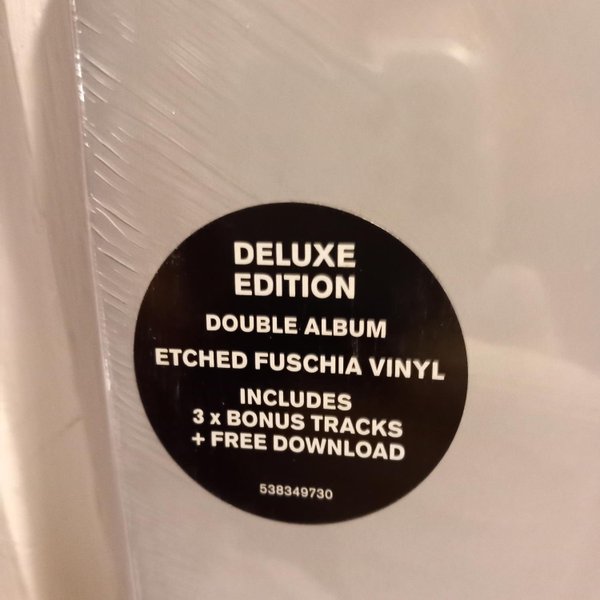 DELUXE
EDITION
DOUBLE ALBUM
ETCHED FUSCHIA VINYL
INCLUDES
3 x BONUS TRACKS
+ FREE DOWNLOAD
538349730